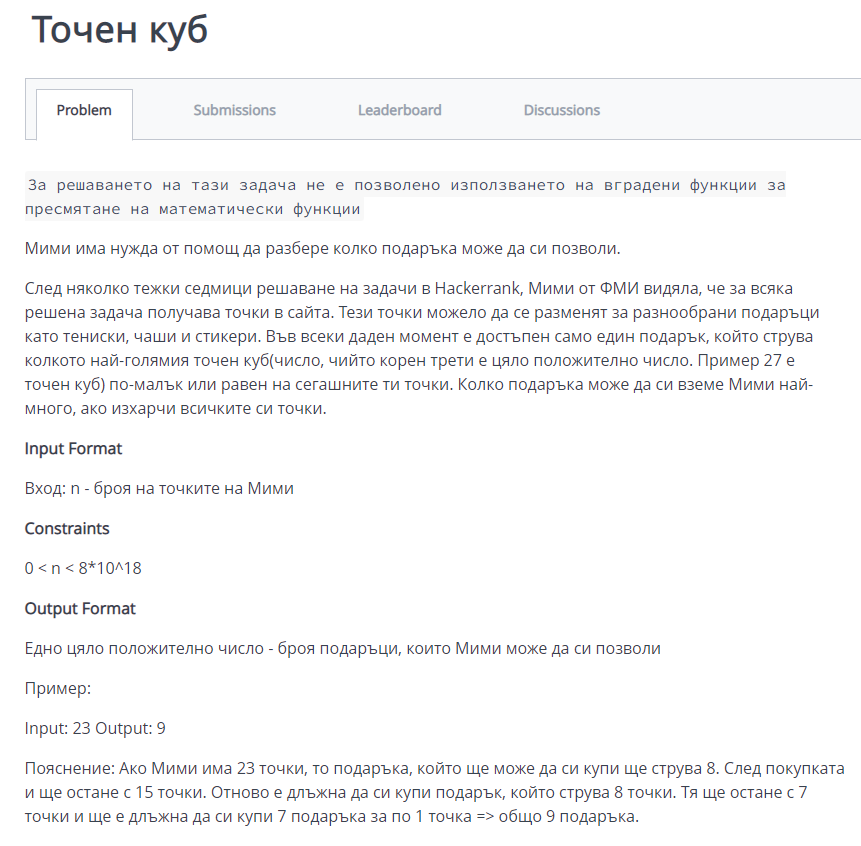 Точен куб
Problem Submissions Leaderboard Discussions
За решаването на тази задача не е позволено използването на вградени функции за
пресмятане на математически функции
Мими има нужда от помощ да разбере колко подаръка може да си позволи.
След няколко тежки седмици решаване на задачи в Hackerrank, Мими от ФМИ видяла, че за всяка
решена задача получава точки в сайта. Тези точки можело да се разменят за разнообрани подаръци
като тениски, чаши и стикери. Във всеки даден момент е достъпен само един подарък, който струва
колкото най-голямия точен куб(число, чийто корен трети е цяло положително число. Пример 27 е
точен куб) по-малък или равен на сегашните ти точки. Колко подаръка може да си вземе Мими най-
много, ако изхарчи всичките си точки.
Input Format
Вход: n - броя на точките на Мими
Constraints
0 < n < 8*10^18
Output Format
Едно цяло положително число - броя подаръци, които Мими може да си позволи
Пример:
Input: 23 Output: 9
Пояснение: Ако Мими има 23 точки, то подаръка, който ще може да си купи ще струва 8. След покупката
и ще остане с 15 точки. Отново е длъжна да си купи подарък, който струва 8 точки. Тя ще остане с 7
точки и ще е длъжна да си купи 7 подаръка за по 1 точка => общо 9 подаръка.